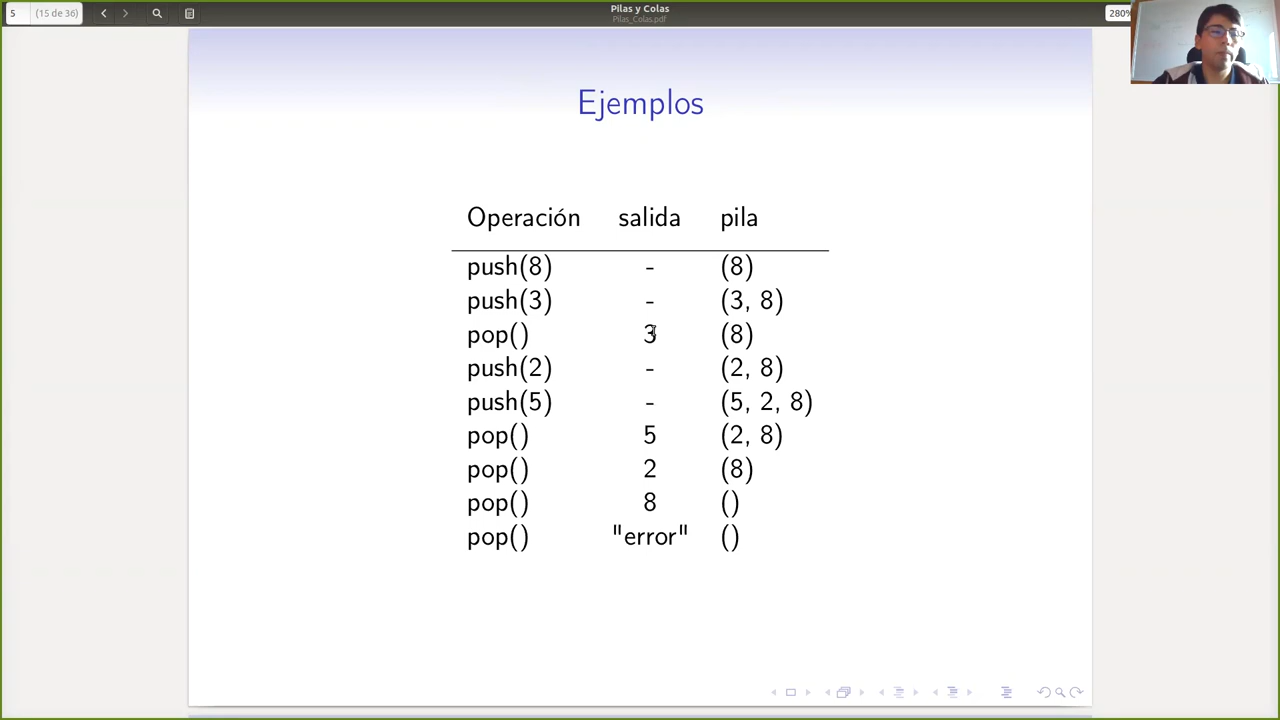 5 (15 de 36)
Pilas y Colas
Pilas_Colas.pdf
280%
Ejemplos
Operación salida pila
push(8) - (8)
push(3) - (3, 8)
pop() 3 (8)
push(2) - (2, 8)
push(5) - (5, 2, 8)
pop() 5 (2, 8)
pop() 2 (8)
pop() 8 ()
pop() "error" ()